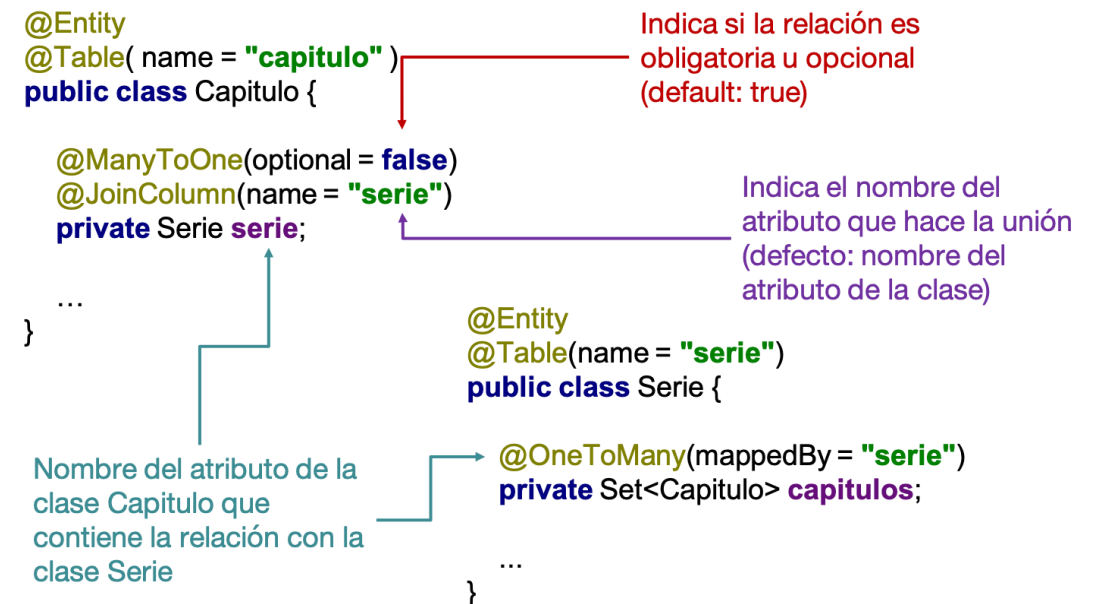 @Entity
@Table( name = "capitulo" )
public class Capitulo {
@ManyToOne(optional = false)
@JoinColumn(name = "serie")
private Serie serie;
...
}
Indica si la relación es
obligatoria u opcional
(default: true)
Indica el nombre del
atributo que hace la unión
(defecto: nombre del
atributo de la clase)
@Entity
@Table(name = "serie")
public class Serie {
@OneToMany(mappedBy = "serie")
private Set<Capitulo> capitulos;
...
}
Nombre del atributo de la
clase Capitulo que
contiene la relación con la
clase Serie